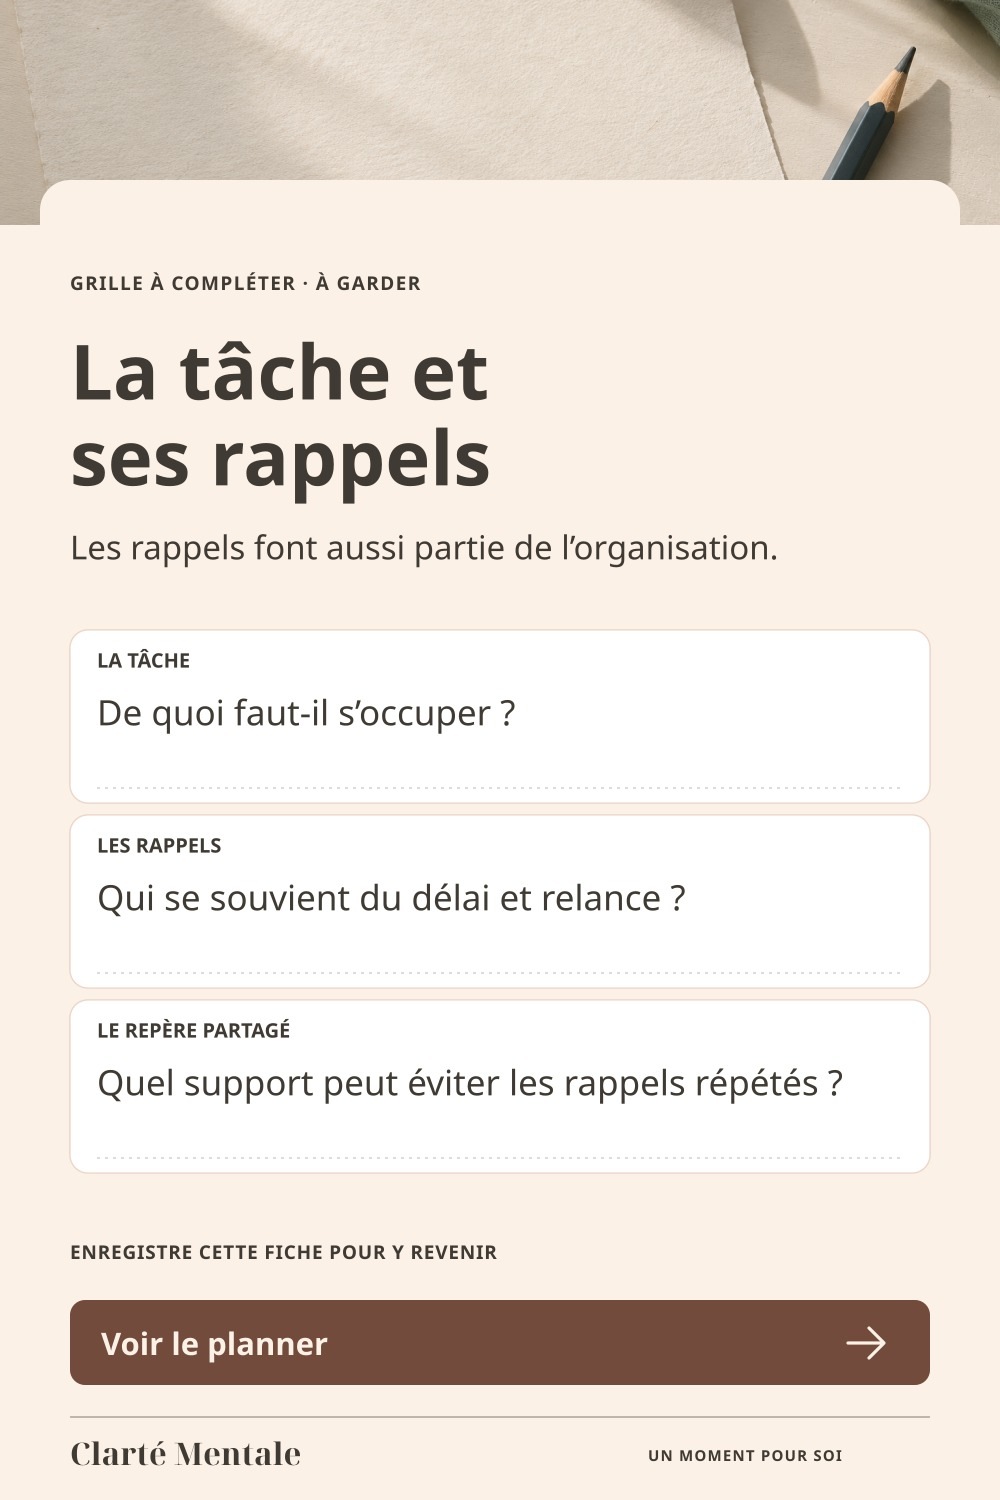 GRILLE À COMPLÉTER · À GARDER
La tâche et
ses rappels
Les rappels font aussi partie de l’organisation.
LA TÂCHE
De quoi faut-il s’occuper ?
LES RAPPELS
Qui se souvient du délai et relance ?
LE REPÈRE PARTAGÉ
Quel support peut éviter les rappels répétés ?
ENREGISTRE CETTE FICHE POUR Y REVENIR
Voir le planner
Clarté Mentale
UN MOMENT POUR SOI